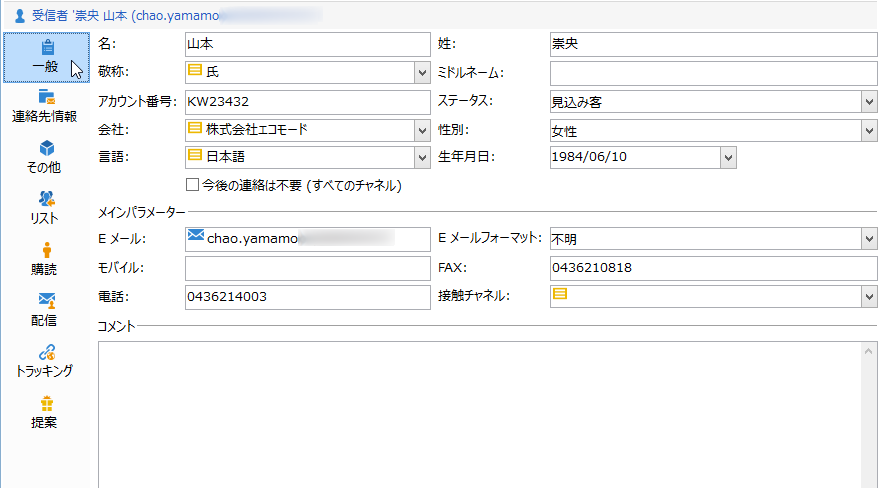 受信者 '崇央 山本 (chao.yamamo
一般
連絡先情報
その他
リスト
購読
配信
トラッキング
提案
名: 山本 姓: 崇央
敬称: 氏 ミドルネーム:
アカウント番号: KW23432 ステータス: 見込み客
会社: 株式会社エコモード 性別: 女性
言語: 日本語 生年月日: 1984/06/10
今後の連絡は不要 (すべてのチャネル)
メインパラメーター
E メール: chao.yamamo E メールフォーマット: 不明
モバイル: FAX: 0436210818
電話: 0436214003 接触チャネル:
コメント